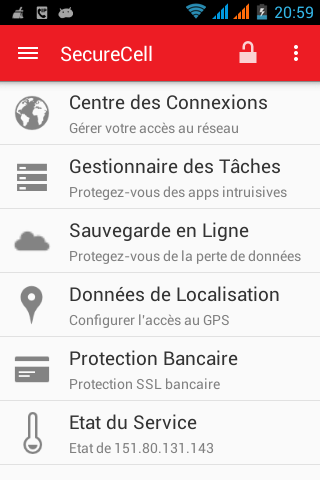 20:59
SecureCell
Centre des Connexions
Gérer votre accès au réseau
Gestionnaire des Tâches
Protegez-vous des apps intruisives
Sauvegarde en Ligne
Protegez-vous de la perte de données
Données de Localisation
Configurer l'accès au GPS
Protection Bancaire
Protection SSL bancaire
Etat du Service
Etat de 151.80.131.143